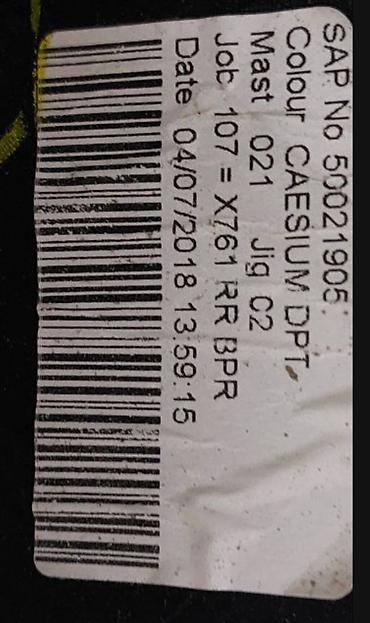 SAP No 50021905
Colour CAESIUM DPT
Mast 021 Jig C2
Job 107 = X761 RR BPR
Date 04/07/2018 13:59:15